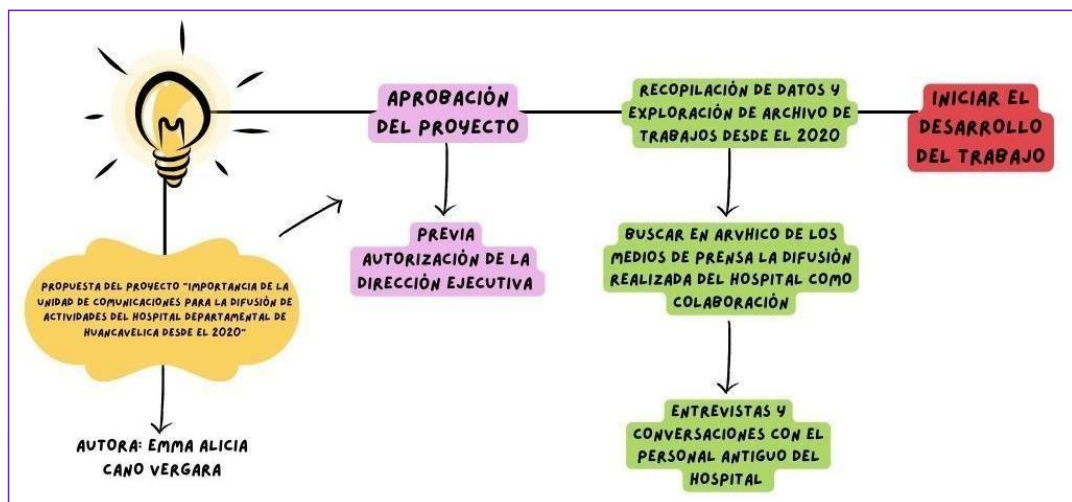 APROBACIÓN
DEL PROYECTO
RECOPILACIÓN DE DATOS Y
EXPLORACIÓN DE ARCHIVO DE
TRABAJOS DESDE EL 2020
INICIAR EL
DESARROLLO
DEL TRABAJO
PREVIA
AUTORIZACIÓN DE LA
DIRECCIÓN EJECUTIVA
BUSCAR EN ARVHICO DE LOS
MEDIOS DE PRENSA LA DIFUSIÓN
REALIZADA DEL HOSPITAL COMO
COLABORACIÓN
PROPUESTA DEL PROYECTO "IMPORTANCIA DE LA
UNIDAD DE COMUNICACIONES PARA LA DIFUSIÓN DE
ACTIVIDADES DEL HOSPITAL DEPARTAMENTAL DE
HUANCAVELICA DESDE EL 2020"
AUTORA: EMMA ALICIA
CANO VERGARA
ENTREVISTAS Y
CONVERSACIONES CON EL
PERSONAL ANTIGUO DEL
HOSPITAL